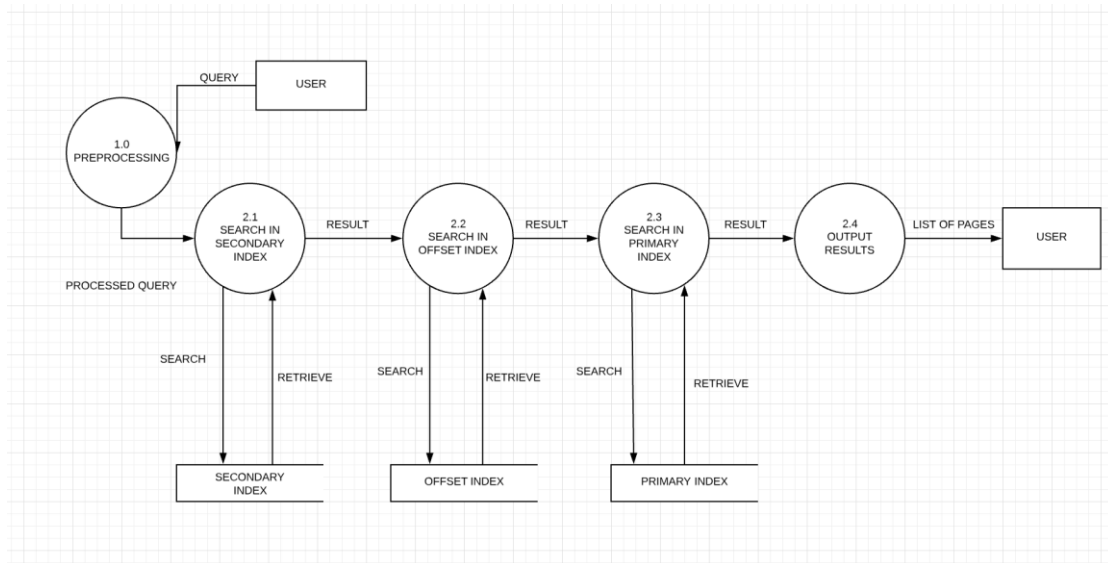 QUERY
USER
1.0
PREPROCESSING
2.1
SEARCH IN
SECONDARY
INDEX
RESULT
2.2
SEARCH IN
OFFSET INDEX
RESULT
2.3
SEARCH IN
PRIMARY
INDEX
RESULT
2.4
OUTPUT
RESULTS
LIST OF PAGES
USER
PROCESSED QUERY
SEARCH
RETRIEVE
SEARCH
RETRIEVE
SEARCH
RETRIEVE
SECONDARY
INDEX
OFFSET INDEX
PRIMARY INDEX